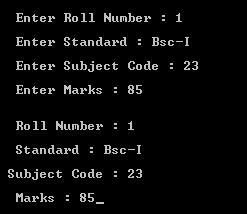 Enter Roll Number : 1
Enter Standard : Bsc-I
Enter Subject Code : 23
Enter Marks : 85
Roll Number : 1
Standard : Bsc-I
Subject Code : 23
Marks : 85_